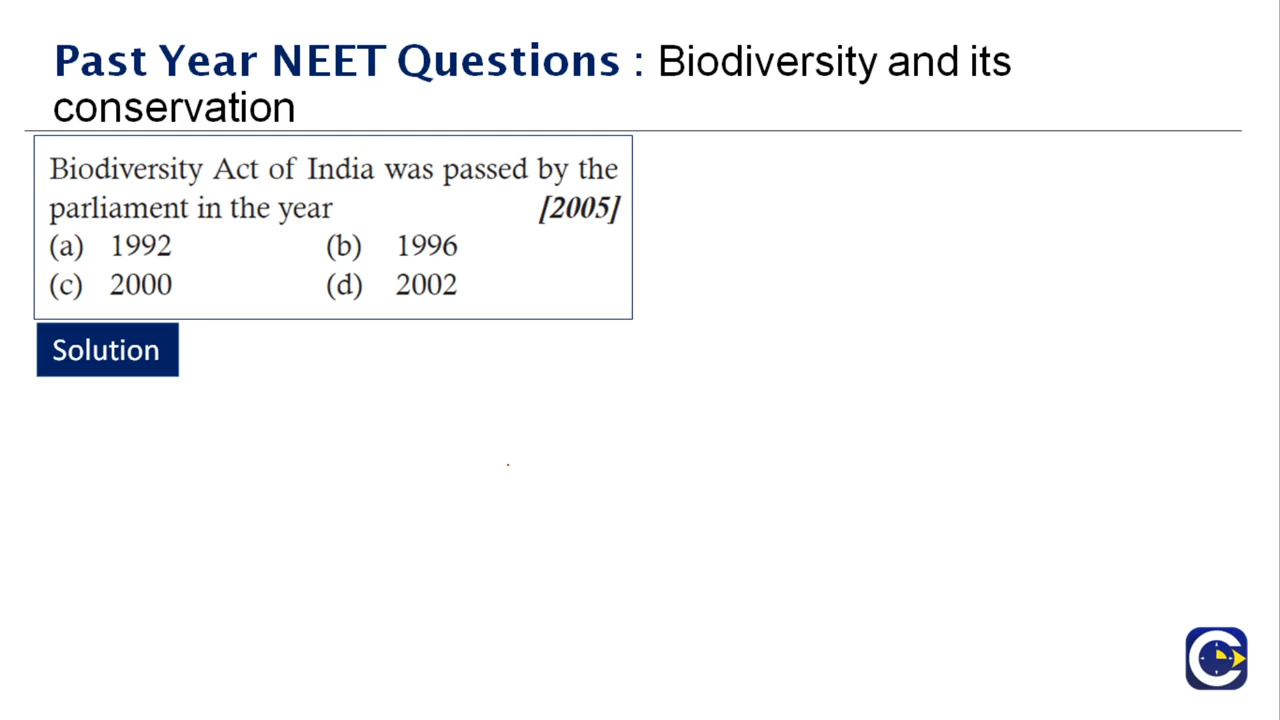 Past Year NEET Questions : Biodiversity and its
conservation
Biodiversity Act of India was passed by the
parliament in the year [2005]
(a) 1992 (b) 1996
(c) 2000 (d) 2002
Solution